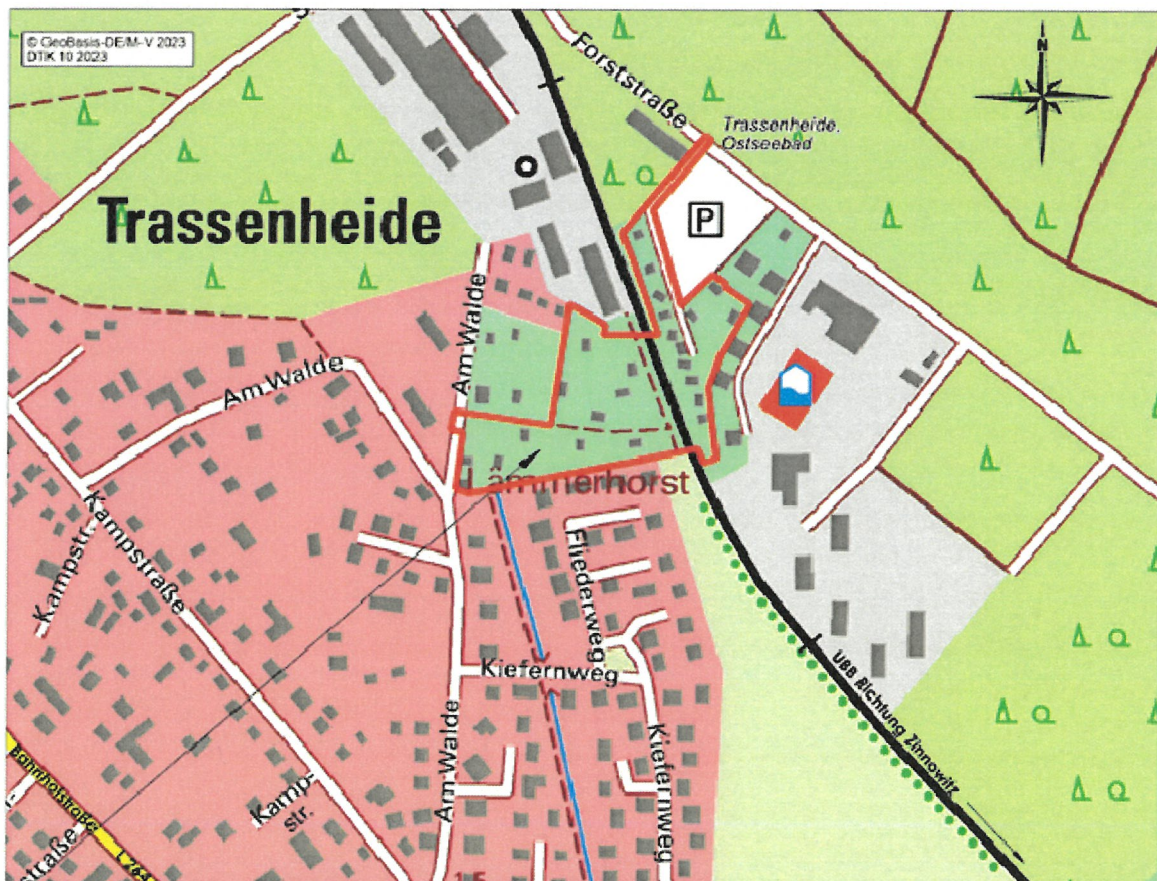 © GeoBasis-DE/M-V 2023
DTK 10 2023
N
Forststraße
Trassenheide,
Ostseebad
P
Trassenheide
Am Walde
Am Walde
Lämmerhorst
Kampstr.
Kampstraße
Fliederweg
Kiefernweg
UBB Richtung Zinnowitz
Am Walde
Kiefernweg
Kamp-
str.
Bahnhofstraße
straße
L 264